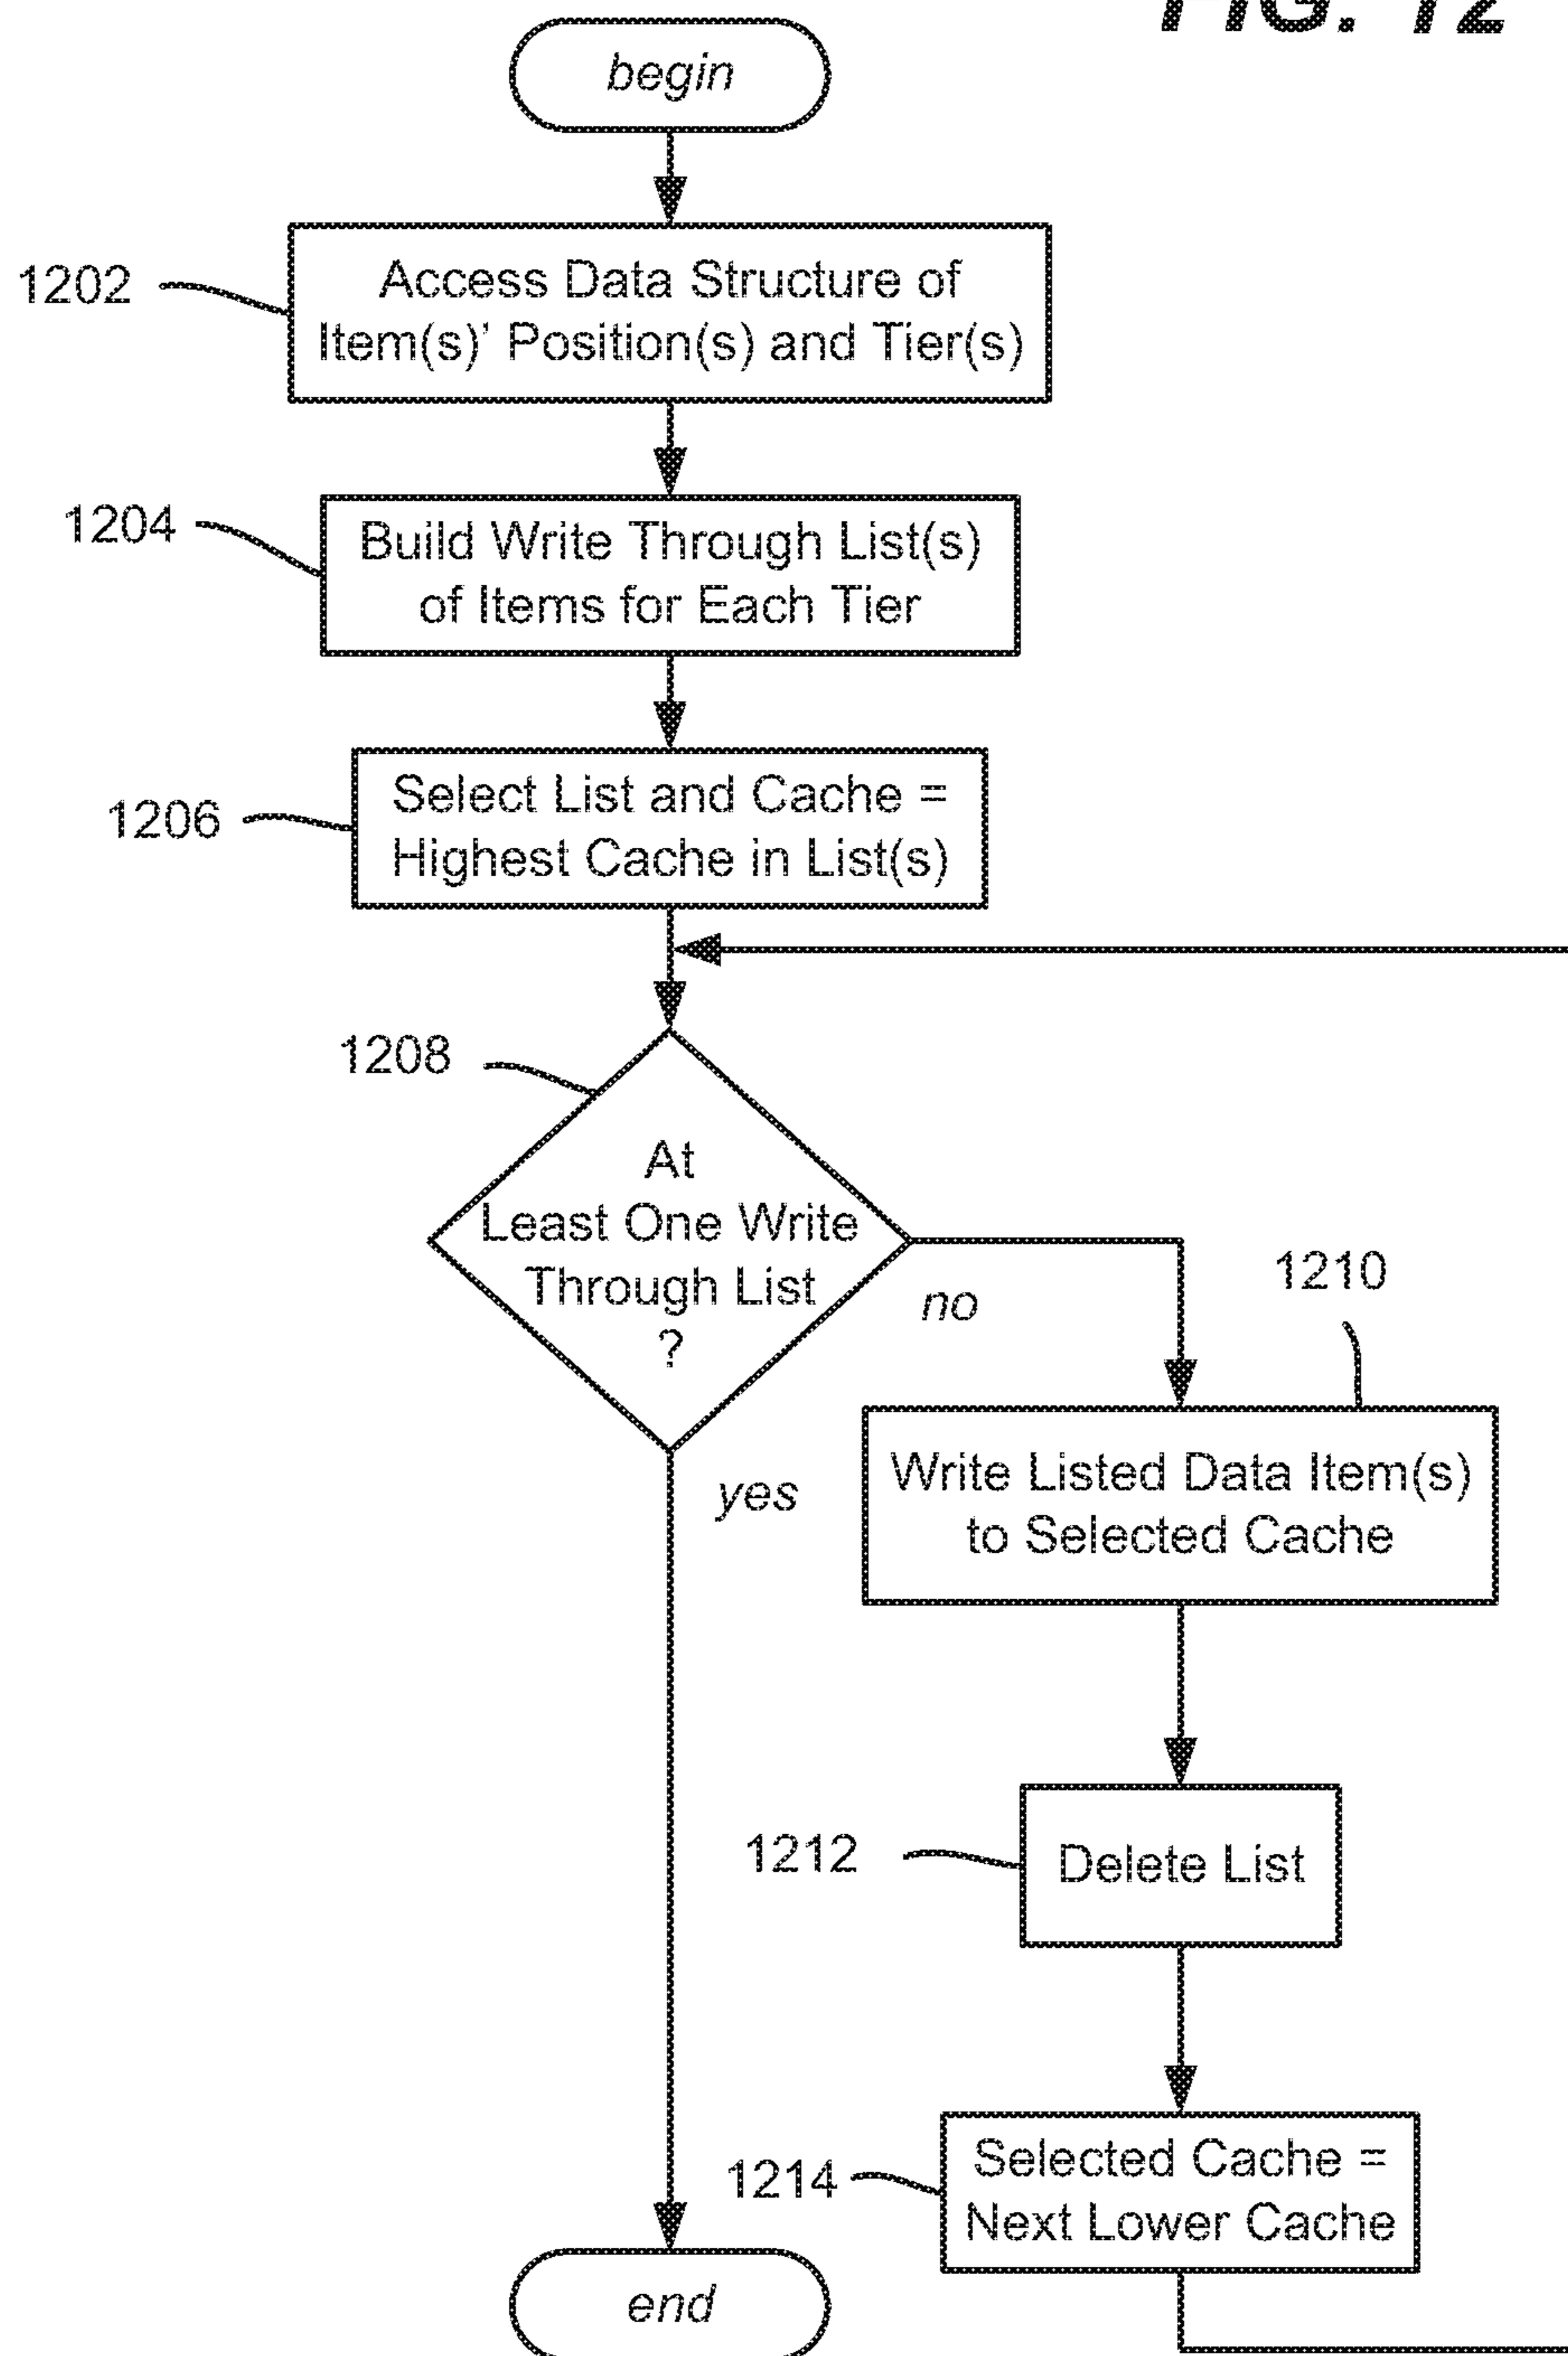 FIG. 12
begin
1202
Access Data Structure of
Item(s)' Position(s) and Tier(s)
1204
Build Write Through List(s)
of Items for Each Tier
1206
Select List and Cache =
Highest Cache in List(s)
1208
At
Least One Write
Through List
?
no
1210
yes
Write Listed Data Item(s)
to Selected Cache
1212
Delete List
1214
Selected Cache =
Next Lower Cache
end